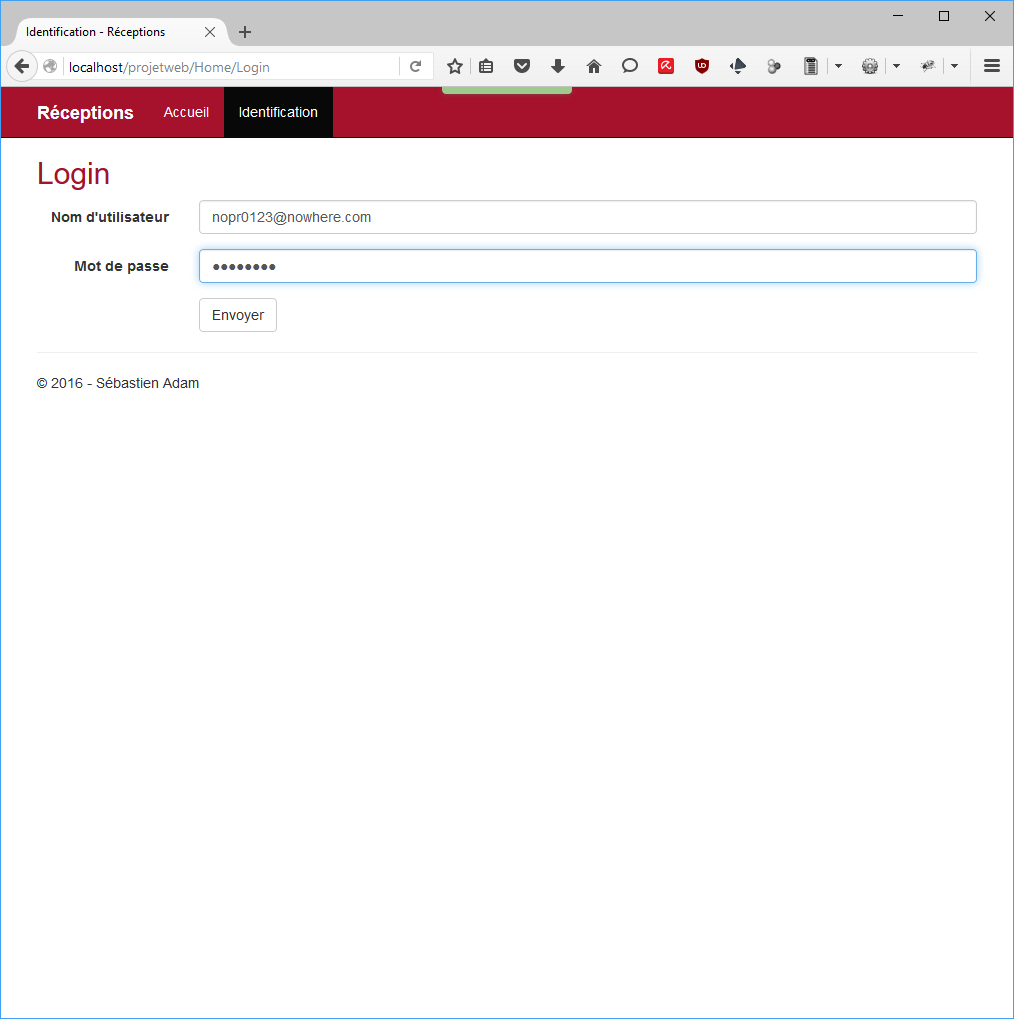 Identification - Réceptions
localhost/projetweb/Home/Login
Réceptions Accueil Identification
Login
Nom d'utilisateur nopr0123@nowhere.com
Mot de passe ●●●●●●●●
Envoyer
© 2016 - Sébastien Adam